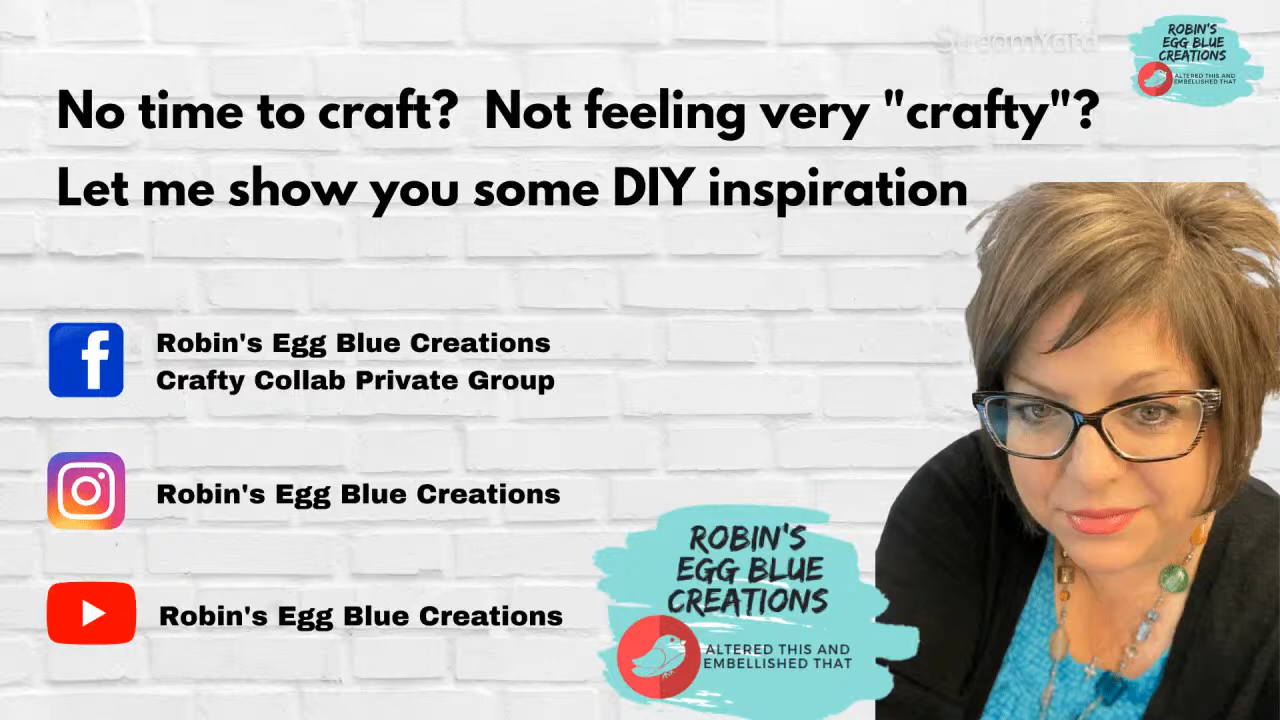 StreamYard
ROBIN'S
EGG BLUE
CREATIONS
ALTERED THIS AND
EMBELLISHED THAT
No time to craft?  Not feeling very "crafty"?
Let me show you some DIY inspiration
Robin's Egg Blue Creations
Crafty Collab Private Group
Robin's Egg Blue Creations
Robin's Egg Blue Creations
ROBIN'S
EGG BLUE
CREATIONS
ALTERED THIS AND
EMBELLISHED THAT